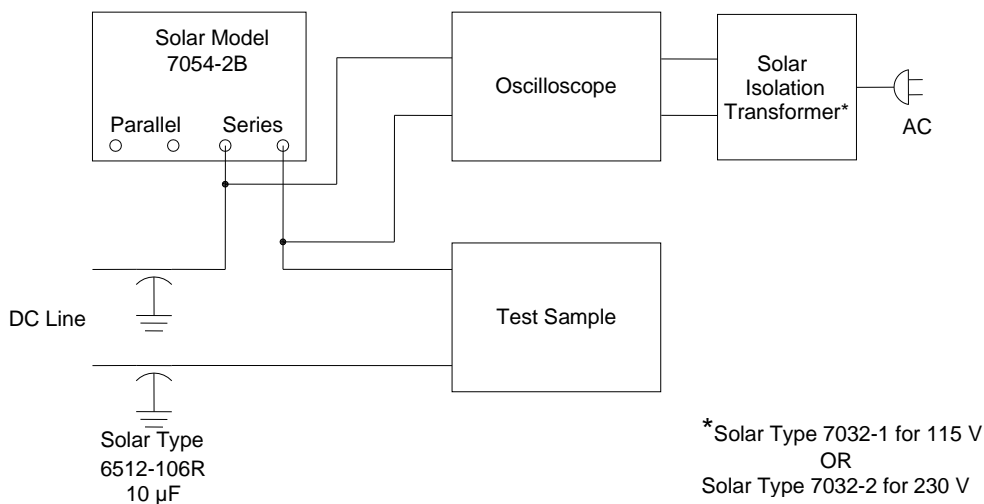 Solar Model
7054-2B
Parallel
Series
Oscilloscope
Solar
Isolation
Transformer*
AC
DC Line
Test Sample
Solar Type
6512-106R
10 µF
*Solar Type 7032-1 for 115 V
OR
Solar Type 7032-2 for 230 V